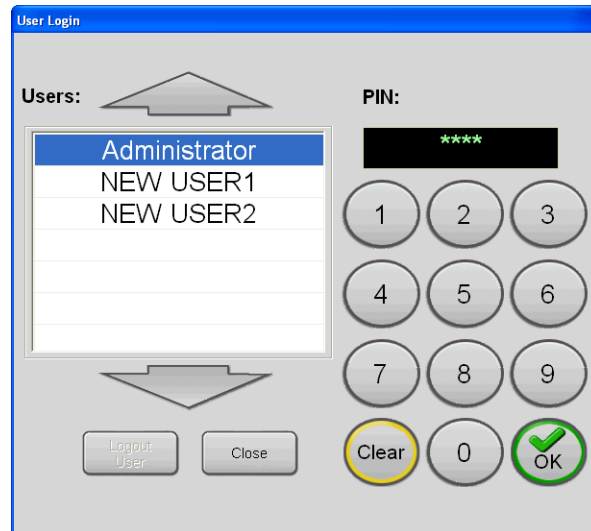 User Login
Users:
PIN:
****
Administrator
NEW USER1
NEW USER2
1 2 3
4 5 6
7 8 9
Clear 0 OK
Logout
User
Close